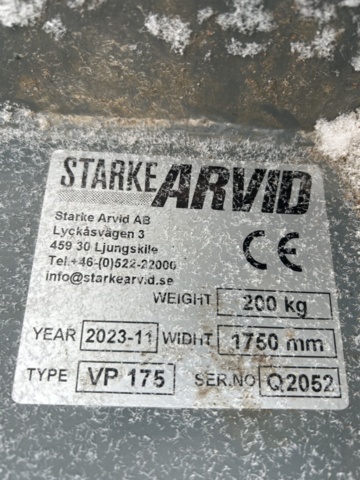 STARKE ARVID
Starke Arvid AB
Lyckåsvägen 3
459 30 Ljungskile
Tel.+46-(0)522-22000
info@starkearvid.se
CE
WEIGHT 200 kg
YEAR 2023-11 WIDHT 1750 mm
TYPE VP 175 SER.NO Q2052